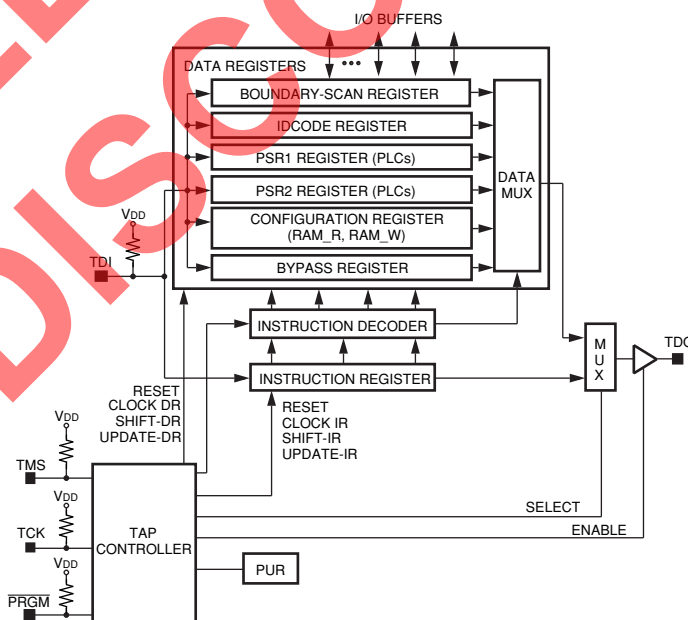 I/O BUFFERS
DATA REGISTERS
BOUNDARY-SCAN REGISTER
IDCODE REGISTER
PSR1 REGISTER (PLCs)
PSR2 REGISTER (PLCs)
CONFIGURATION REGISTER
(RAM_R, RAM_W)
BYPASS REGISTER
DATA
MUX
VDD
TDI
INSTRUCTION DECODER
INSTRUCTION REGISTER
M
U
X
RESET
CLOCK DR
SHIFT-DR
UPDATE-DR
RESET
CLOCK IR
SHIFT-IR
UPDATE-IR
VDD
TMS
VDD
TCK
VDD
PRGM
TAP
CONTROLLER
SELECT
ENABLE
PUR
DISCO